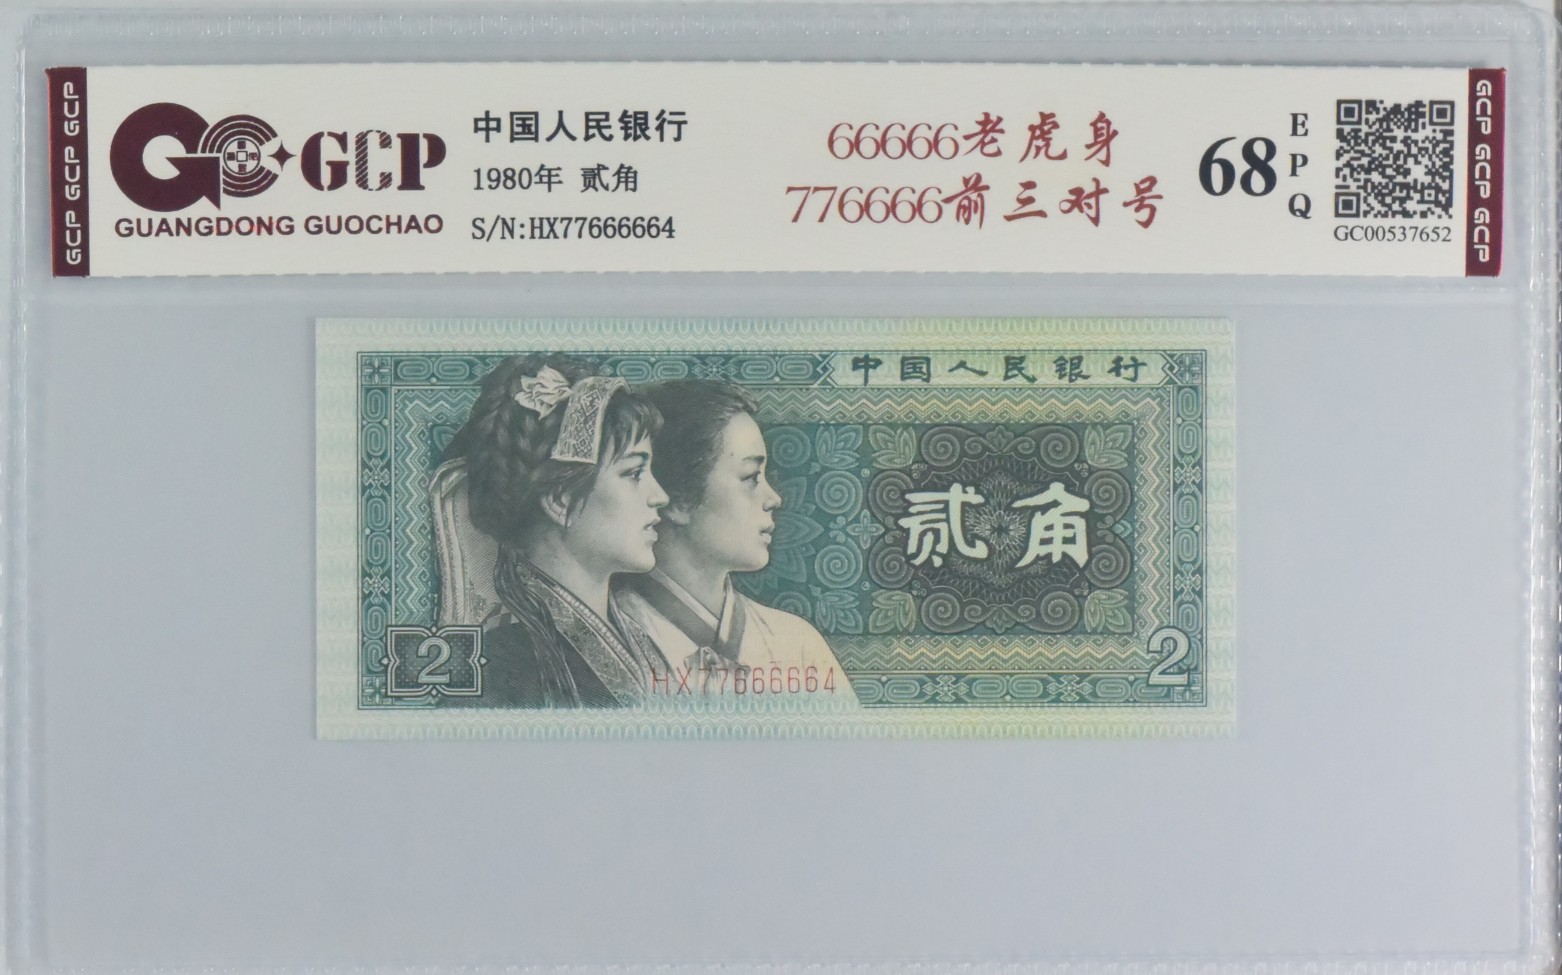 GCP GCP GCP
GCP
GUANGDONG GUOCHAO
中国人民银行
1980年 贰角
S/N:HX77666664
66666老虎身
776666前三对号
68
EPQ
GC00537652
GCP GCP GCP
中国人民银行
贰角
2
HX77666664
2